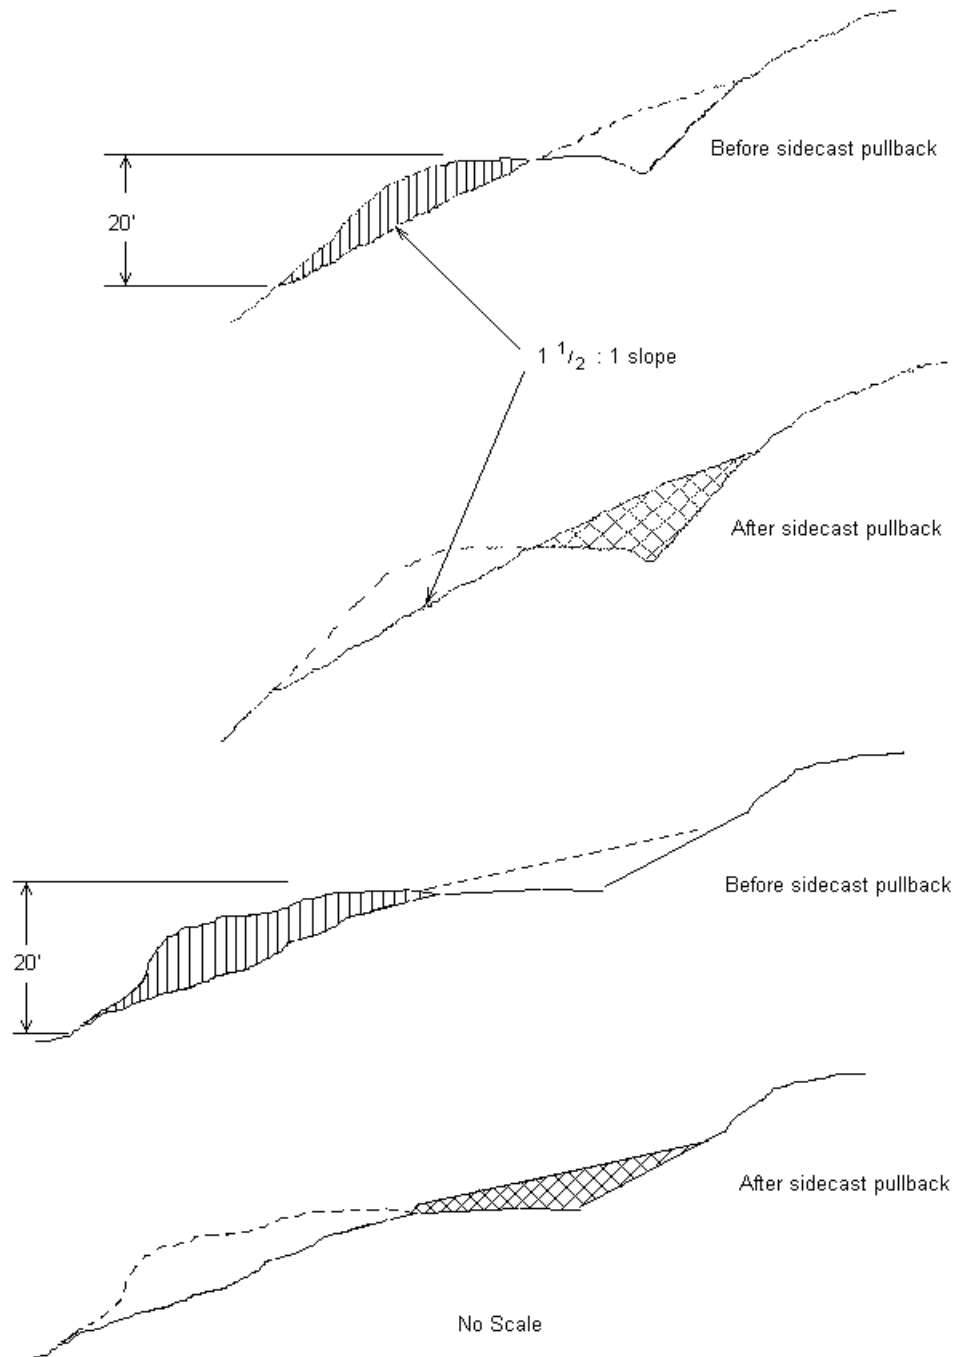 Before sidecast pullback
20'
1 1/2 : 1 slope
After sidecast pullback
Before sidecast pullback
20'
After sidecast pullback
No Scale